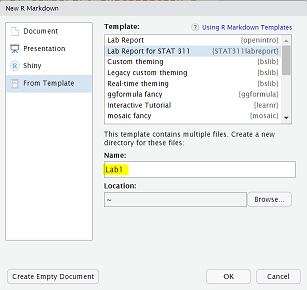 New R Markdown
Document
Presentation
Shiny
From Template
Template:
Using R Markdown Templates
Lab Report {openintro}
Lab Report for STAT 311 {STAT311labreport}
Custom theming {bslib}
Legacy custom theming {bslib}
Real-time theming {bslib}
ggformula fancy {ggformula}
Interactive Tutorial {learnr}
mosaic fancy {mosaic}
This template contains multiple files. Create a new
directory for these files:
Name:
Lab1
Location:
~
Browse...
Create Empty Document
OK
Cancel